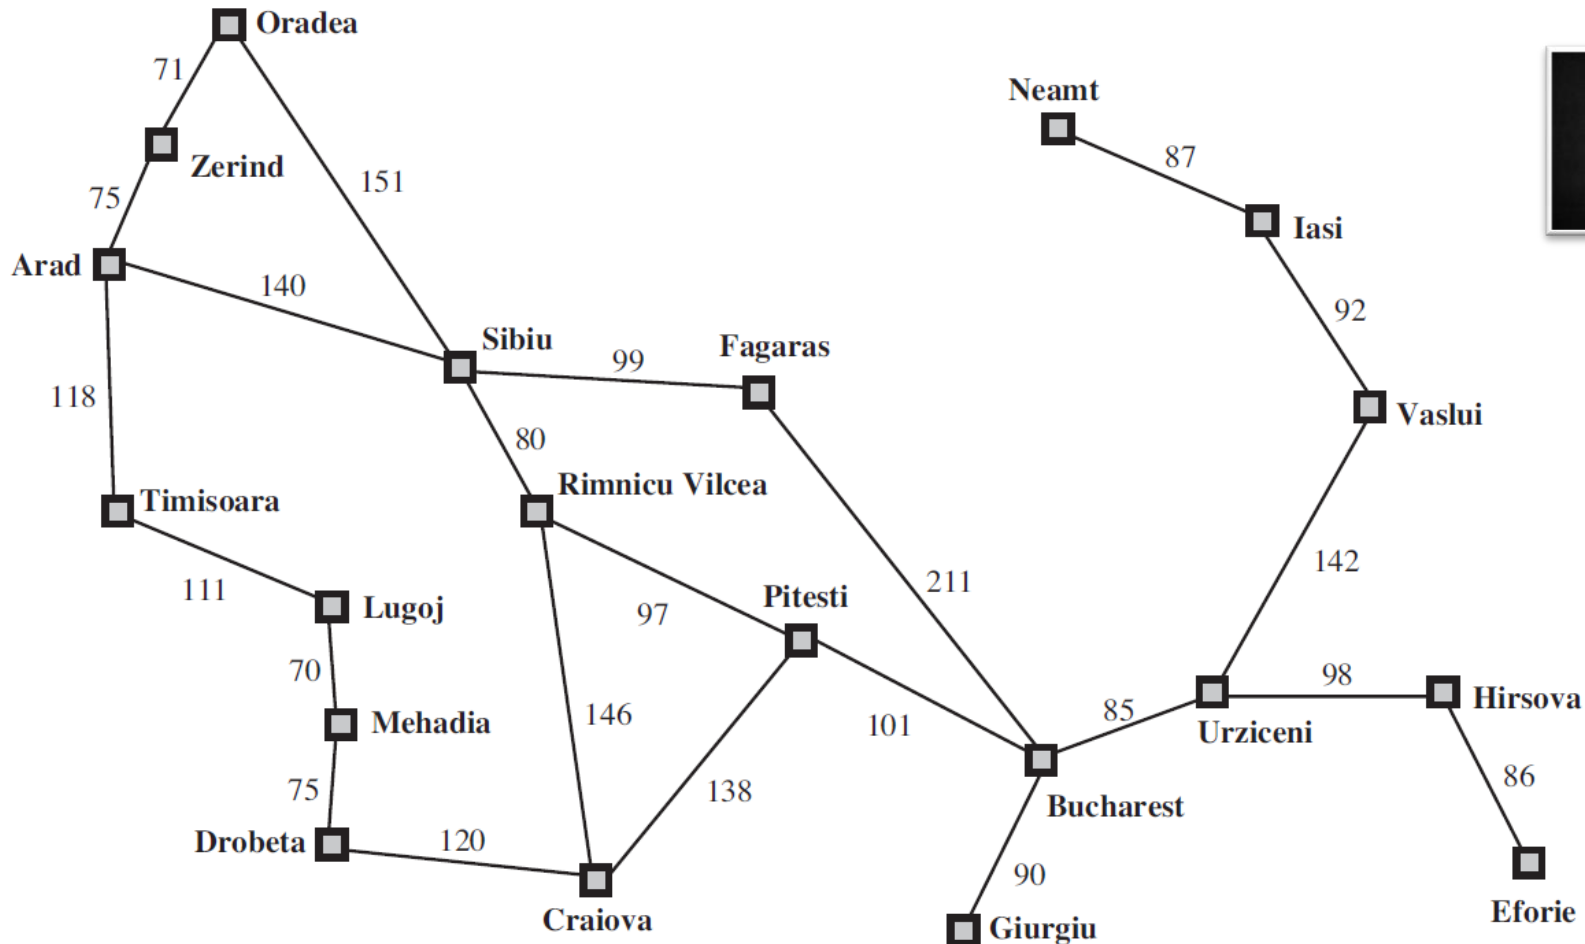 Oradea
71
Neamt
87
Zerind
151
75
Iasi
Arad
140
92
Sibiu
Fagaras
99
118
Vaslui
80
Rimnicu Vilcea
Timisoara
142
211
111
Lugoj
97
Pitesti
70
98
Hirsova
146
85
Mehadia
101
Urziceni
86
75
138
Bucharest
Drobeta
120
90
Eforie
Craiova
Giurgiu